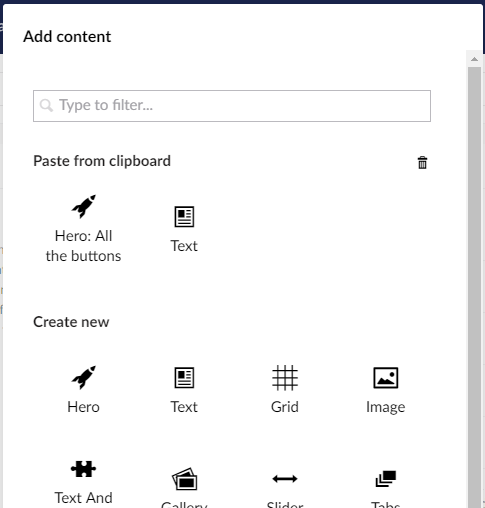 Add content
Type to filter...
Paste from clipboard
Hero: All
the buttons
Text
Create new
Hero
Text
Grid
Image
Text And
Gallery
Slider
Tabs